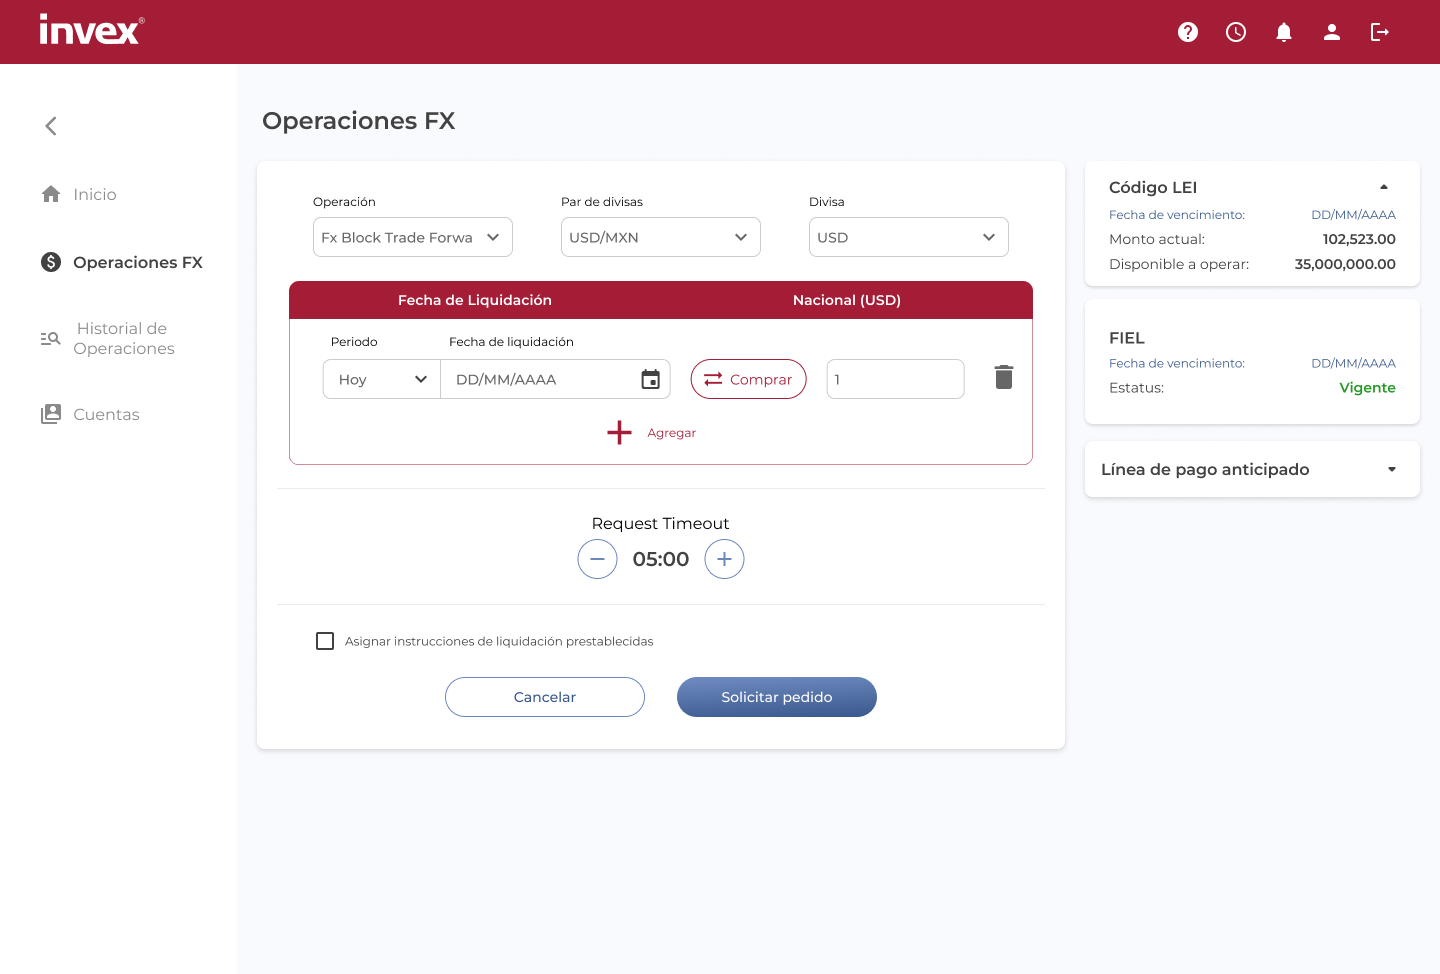 invex®
Inicio
Operaciones FX
Historial de
Operaciones
Cuentas
Operaciones FX
Operación
Par de divisas
Divisa
Fx Block Trade Forwa
USD/MXN
USD
Fecha de Liquidación
Nacional (USD)
Periodo
Fecha de liquidación
Hoy
DD/MM/AAAA
Comprar
1
Agregar
Request Timeout
05:00
Asignar instrucciones de liquidación prestablecidas
Cancelar
Solicitar pedido
Código LEI
Fecha de vencimiento: DD/MM/AAAA
Monto actual: 102,523.00
Disponible a operar: 35,000,000.00
FIEL
Fecha de vencimiento: DD/MM/AAAA
Estatus: Vigente
Línea de pago anticipado